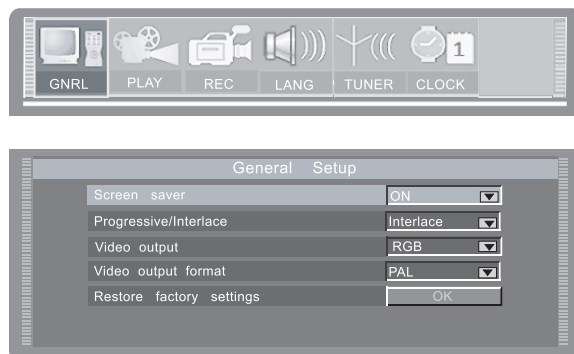 1
GNRL PLAY REC LANG TUNER CLOCK
General Setup
Screen saver ON
Progressive/Interlace Interlace
Video output RGB
Video output format PAL
Restore factory settings OK